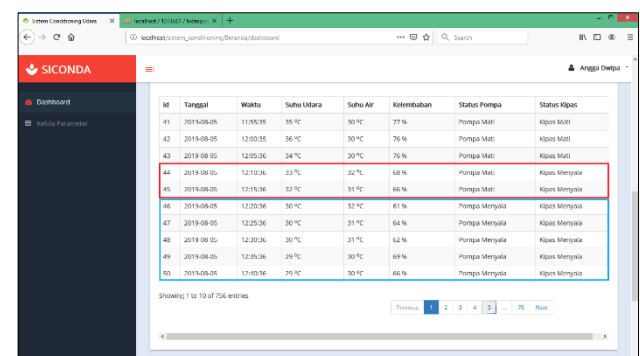 Sistem Conditioning Udara
localhost / 127.0.0.1 /
localhost/sistem_conditioning/Beranda/dashboard
Search
SICONDA
Angga Dwipa
Dashboard
Kelola Parameter
Id Tanggal Waktu Suhu Udara Suhu Air Kelembaban Status Pompa Status Kipas
41 2019-08-05 11:55:35 35 °C 30 °C 77 % Pompa Mati Kipas Mati
42 2019-08-05 12:00:35 36 °C 30 °C 76 % Pompa Mati Kipas Mati
43 2019-08-05 12:05:36 34 °C 30 °C 76 % Pompa Mati Kipas Mati
44 2019-08-05 12:10:36 33 °C 32 °C 68 % Pompa Mati Kipas Menyala
45 2019-08-05 12:15:36 32 °C 31 °C 66 % Pompa Mati Kipas Menyala
46 2019-08-05 12:20:36 30 °C 32 °C 61 % Pompa Menyala Kipas Menyala
47 2019-08-05 12:25:36 30 °C 31 °C 64 % Pompa Menyala Kipas Menyala
48 2019-08-05 12:30:36 30 °C 31 °C 62 % Pompa Menyala Kipas Menyala
49 2019-08-05 12:35:36 29 °C 30 °C 69 % Pompa Menyala Kipas Menyala
50 2019-08-05 12:40:36 29 °C 30 °C 66 % Pompa Menyala Kipas Menyala
Showing 1 to 10 of 756 entries
Previous 1 2 3 4 5 ... 76 Next